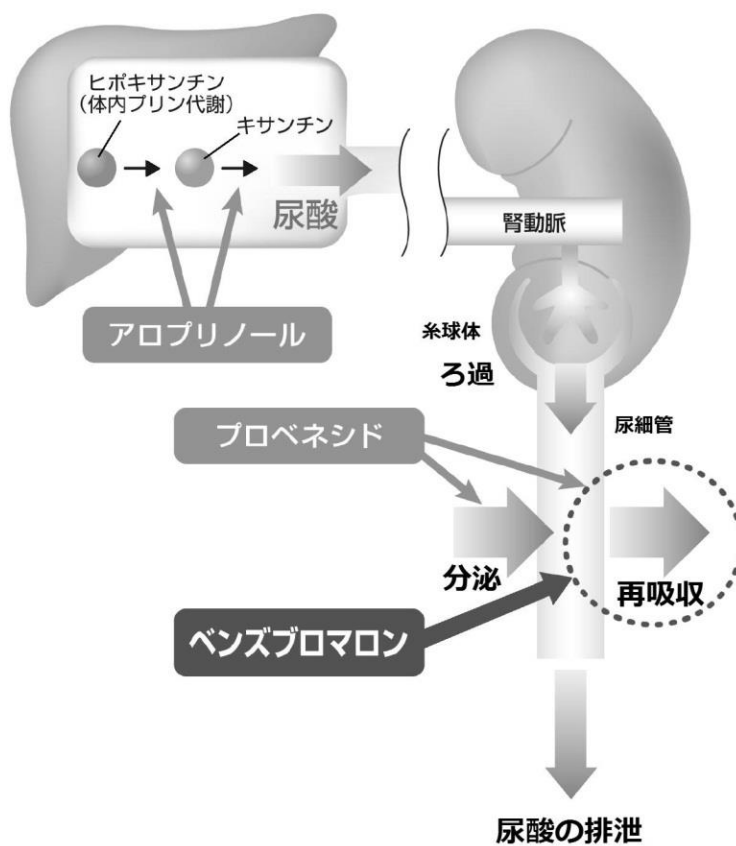 ヒポキサンチン
(体内プリン代謝)
キサンチン
尿酸
腎動脈
アロプリノール
糸球体
ろ過
プロベネシド
尿細管
分泌
再吸収
ベンズブロマロン
尿酸の排泄